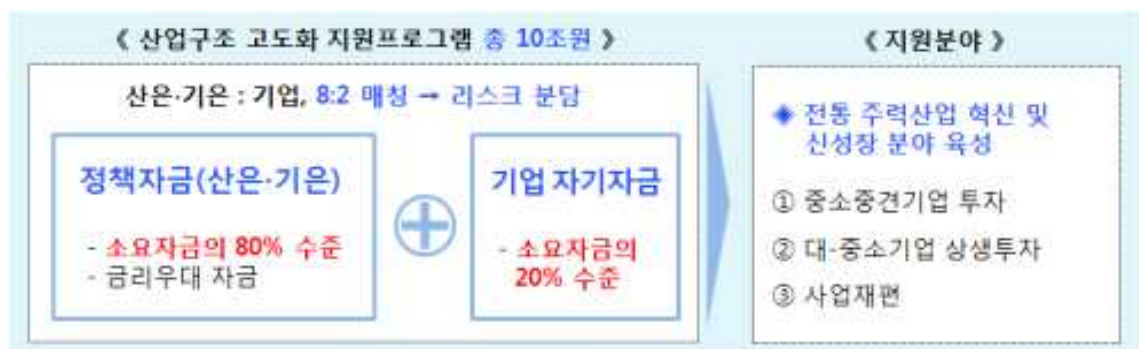 《 산업구조 고도화 지원프로그램 총 10조원 》
산은·기은 : 기업, 8:2 매칭 → 리스크 분담
정책자금(산은·기은)
- 소요자금의 80% 수준
- 금리우대 자금
기업 자기자금
- 소요자금의
20% 수준
《 지원분야 》
◈ 전통 주력산업 혁신 및
신성장 분야 육성
① 중소중견기업 투자
② 대-중소기업 상생투자
③ 사업재편